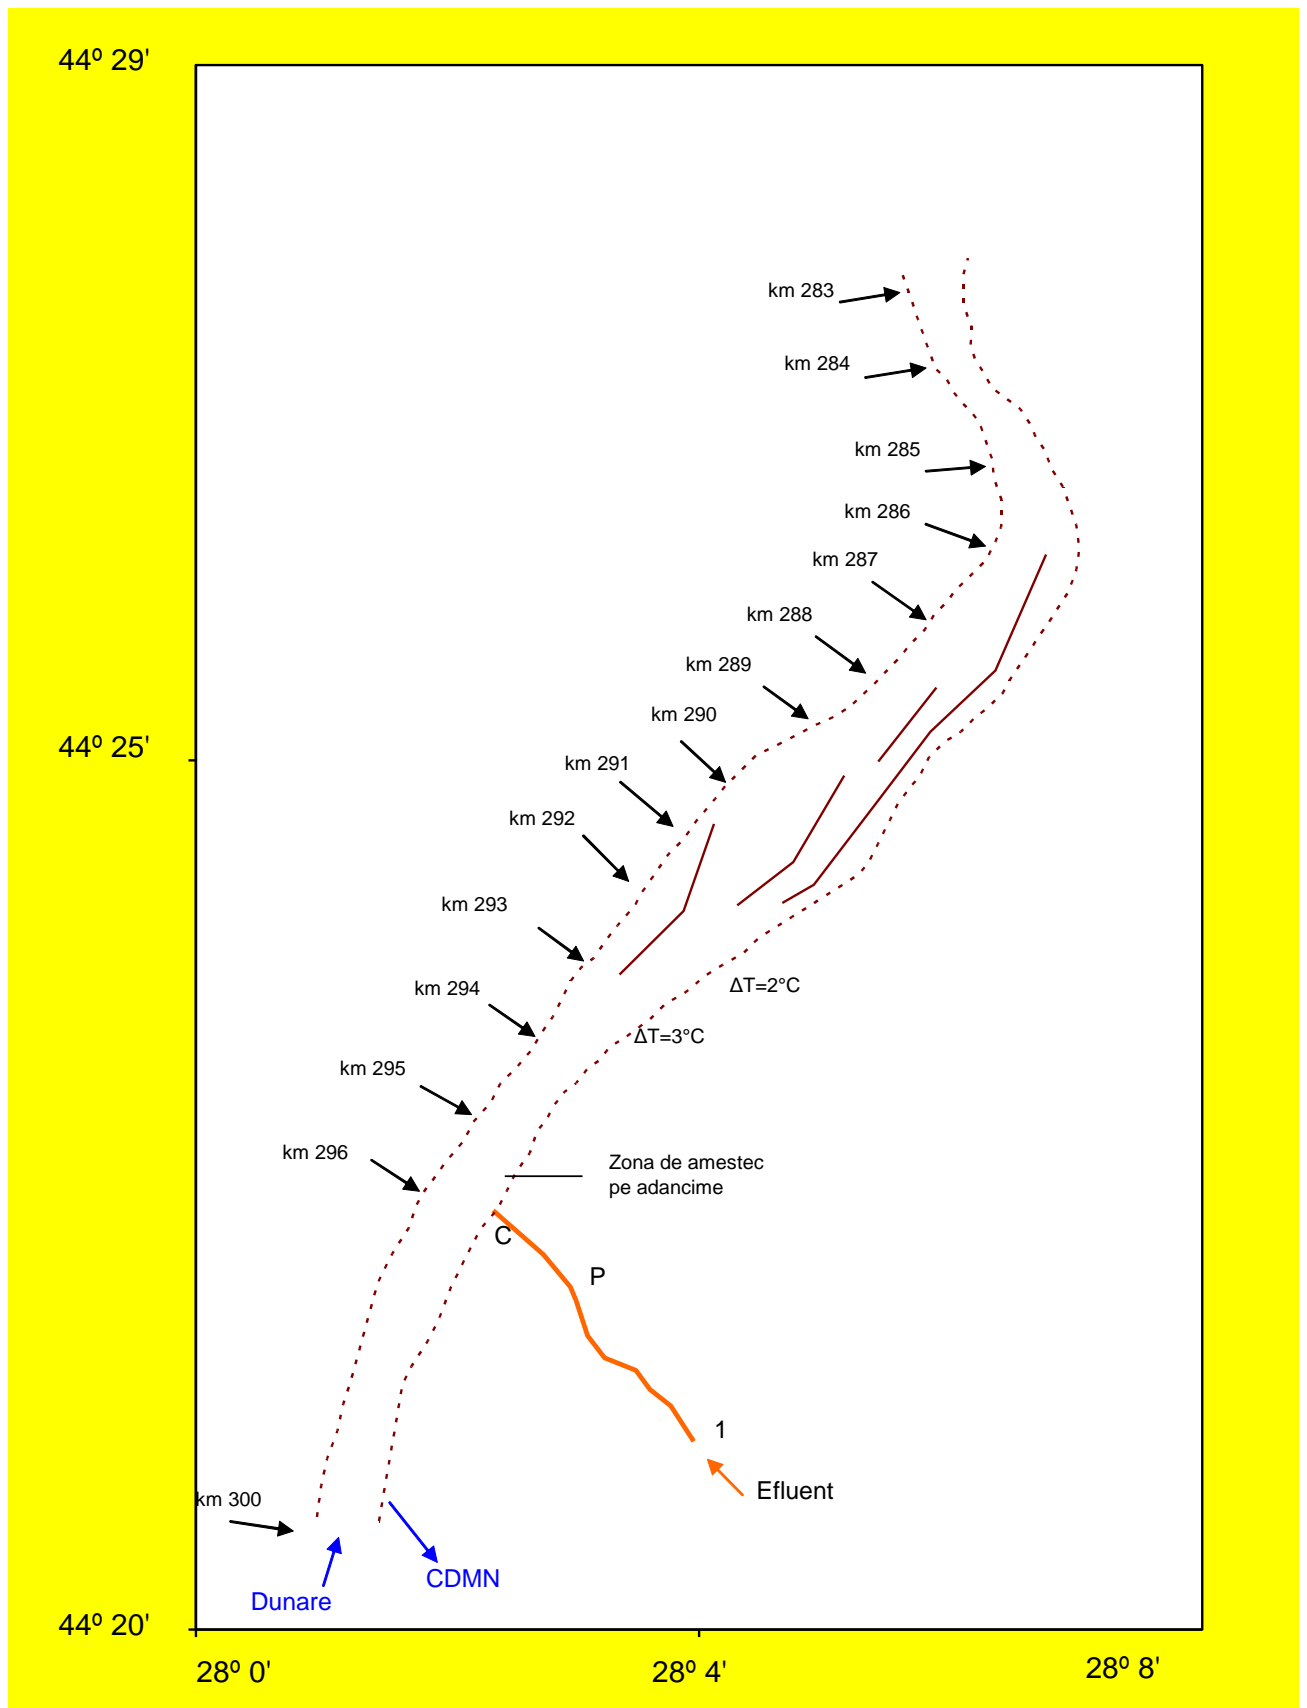 44º 29'
km 283
km 284
km 285
km 286
km 287
km 288
km 289
km 290
44º 25'
km 291
km 292
km 293
ΔT=2°C
km 294
ΔT=3°C
km 295
km 296
Zona de amestec
pe adancime
C
P
1
Efluent
km 300
CDMN
Dunare
44º 20'
28º 0'
28º 4'
28º 8'